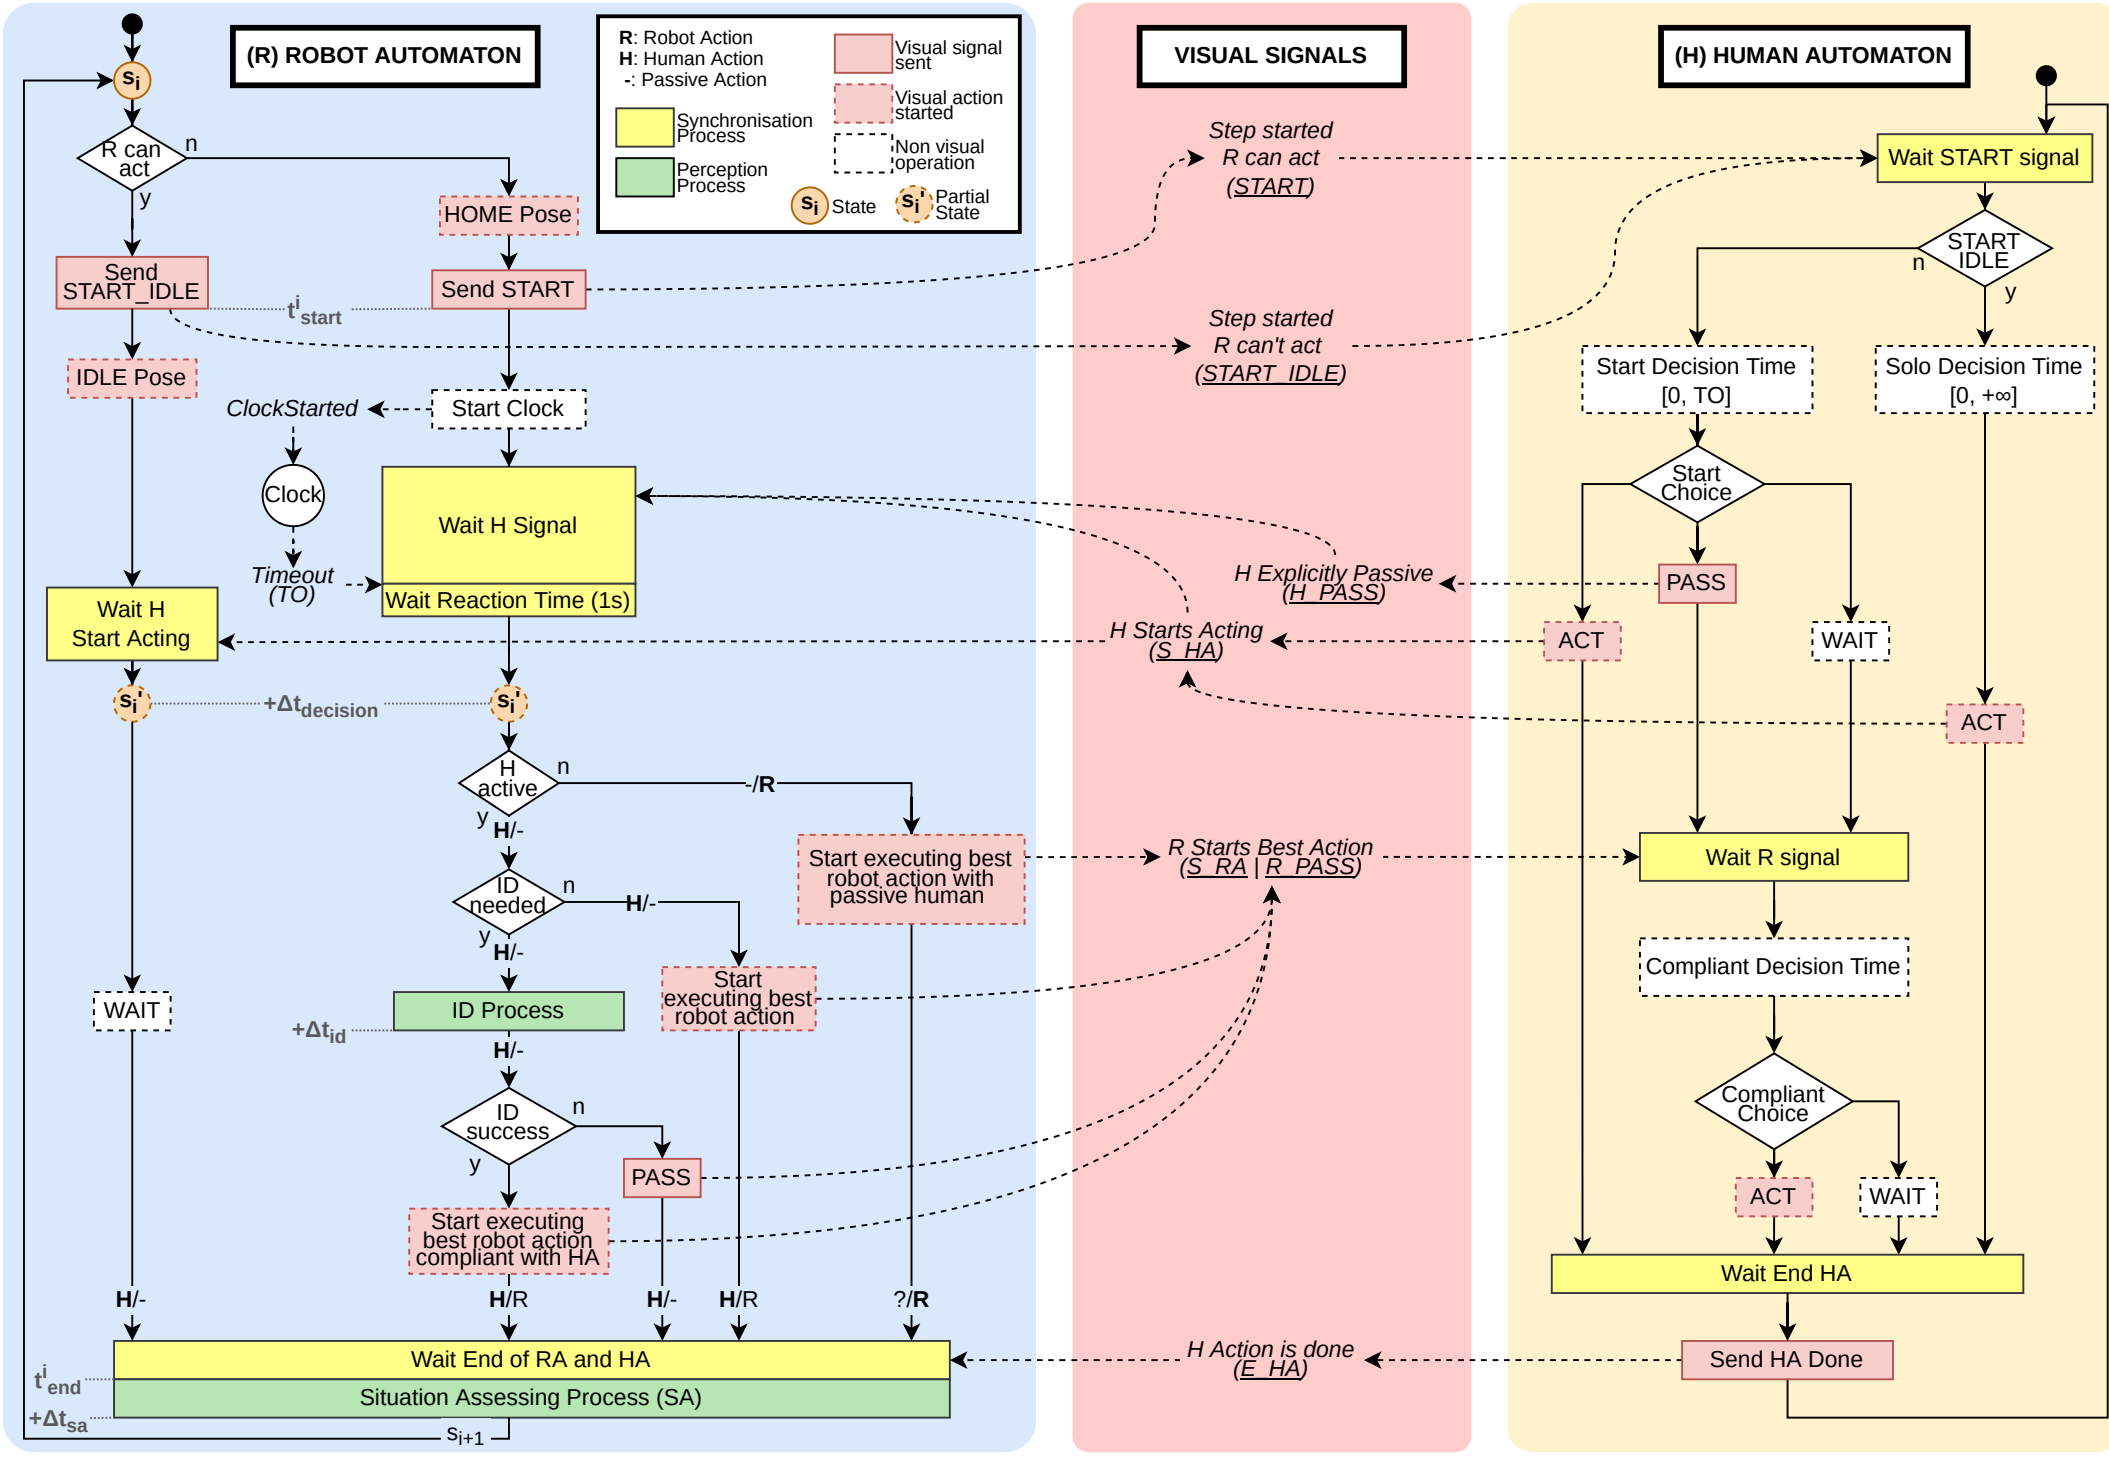 (R) ROBOT AUTOMATON
R: Robot Action
H: Human Action
-: Passive Action
Synchronisation
Process
Perception
Process
Visual signal
sent
Visual action
started
Non visual
operation
si
State
si'
Partial
State
VISUAL SIGNALS
(H) HUMAN AUTOMATON
si
R can
act
n
y
HOME Pose
Send
START_IDLE
Send START
t i start
IDLE Pose
ClockStarted
Start Clock
Clock
Timeout
(TO)
Wait H Signal
Wait Reaction Time (1s)
Wait H
Start Acting
si'
+Δtdecision
si'
H
active
n
y
-/R
H/-
ID
needed
n
y
H/-
H/-
Start executing best
robot action with
passive human
Start
executing best
robot action
WAIT
ID Process
+Δtid
H/-
ID
success
n
y
PASS
Start executing
best robot action
compliant with HA
H/-
H/R
H/-
H/R
?/R
Wait End of RA and HA
t i end
Situation Assessing Process (SA)
+Δtsa
si+1
Step started
R can act
(START)
Step started
R can't act
(START_IDLE)
H Explicitly Passive
(H_PASS)
H Starts Acting
(S_HA)
R Starts Best Action
(S_RA | R_PASS)
H Action is done
(E_HA)
Wait START signal
START
IDLE
n
y
Start Decision Time
[0, TO]
Solo Decision Time
[0, +∞]
Start
Choice
PASS
ACT
WAIT
ACT
Wait R signal
Compliant Decision Time
Compliant
Choice
ACT
WAIT
Wait End HA
Send HA Done